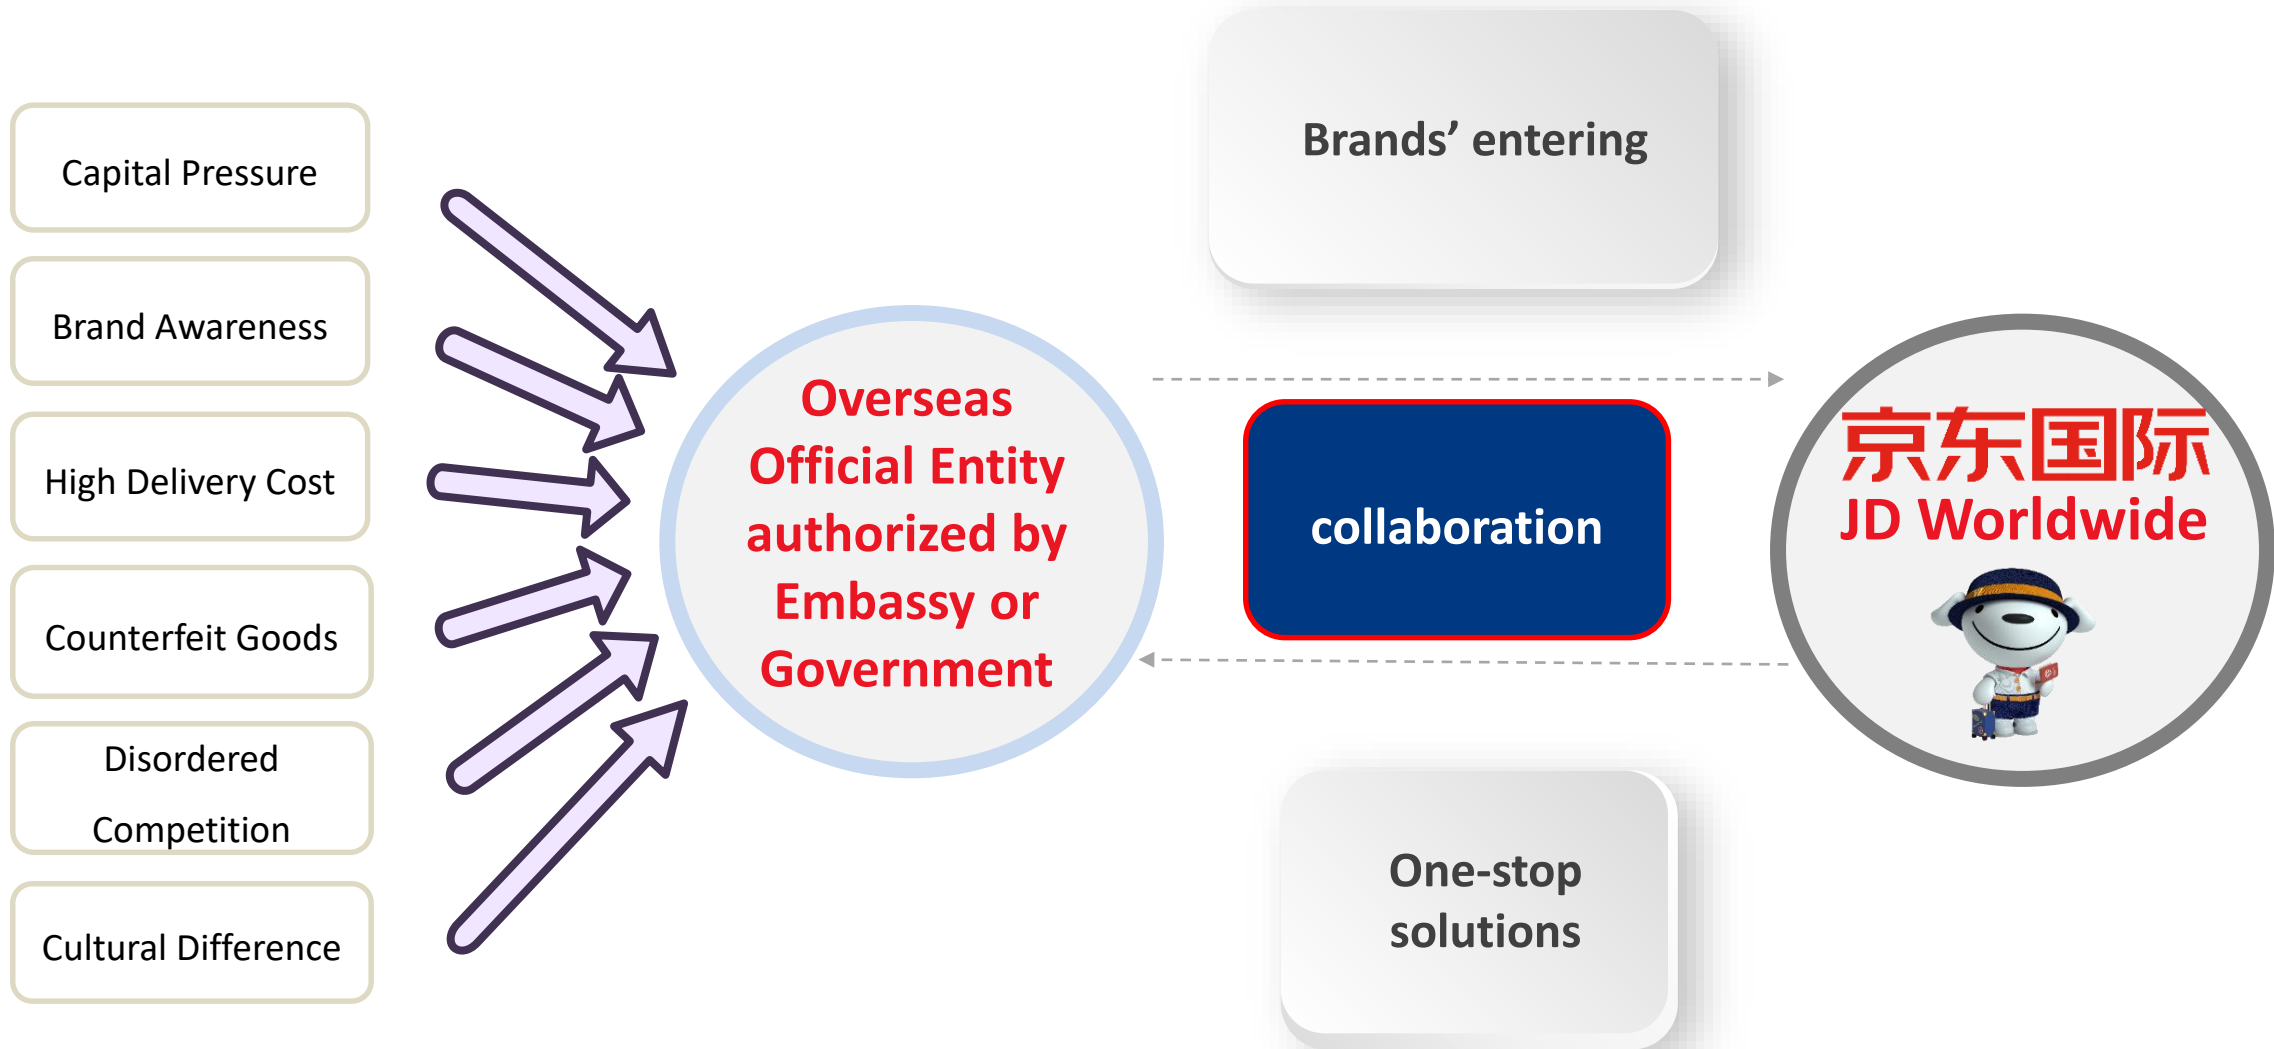 Capital Pressure
Brand Awareness
High Delivery Cost
Counterfeit Goods
Disordered
Competition
Cultural Difference
Overseas
Official Entity
authorized by
Embassy or
Government
Brands’ entering
collaboration
One-stop
solutions
京东国际
JD Worldwide